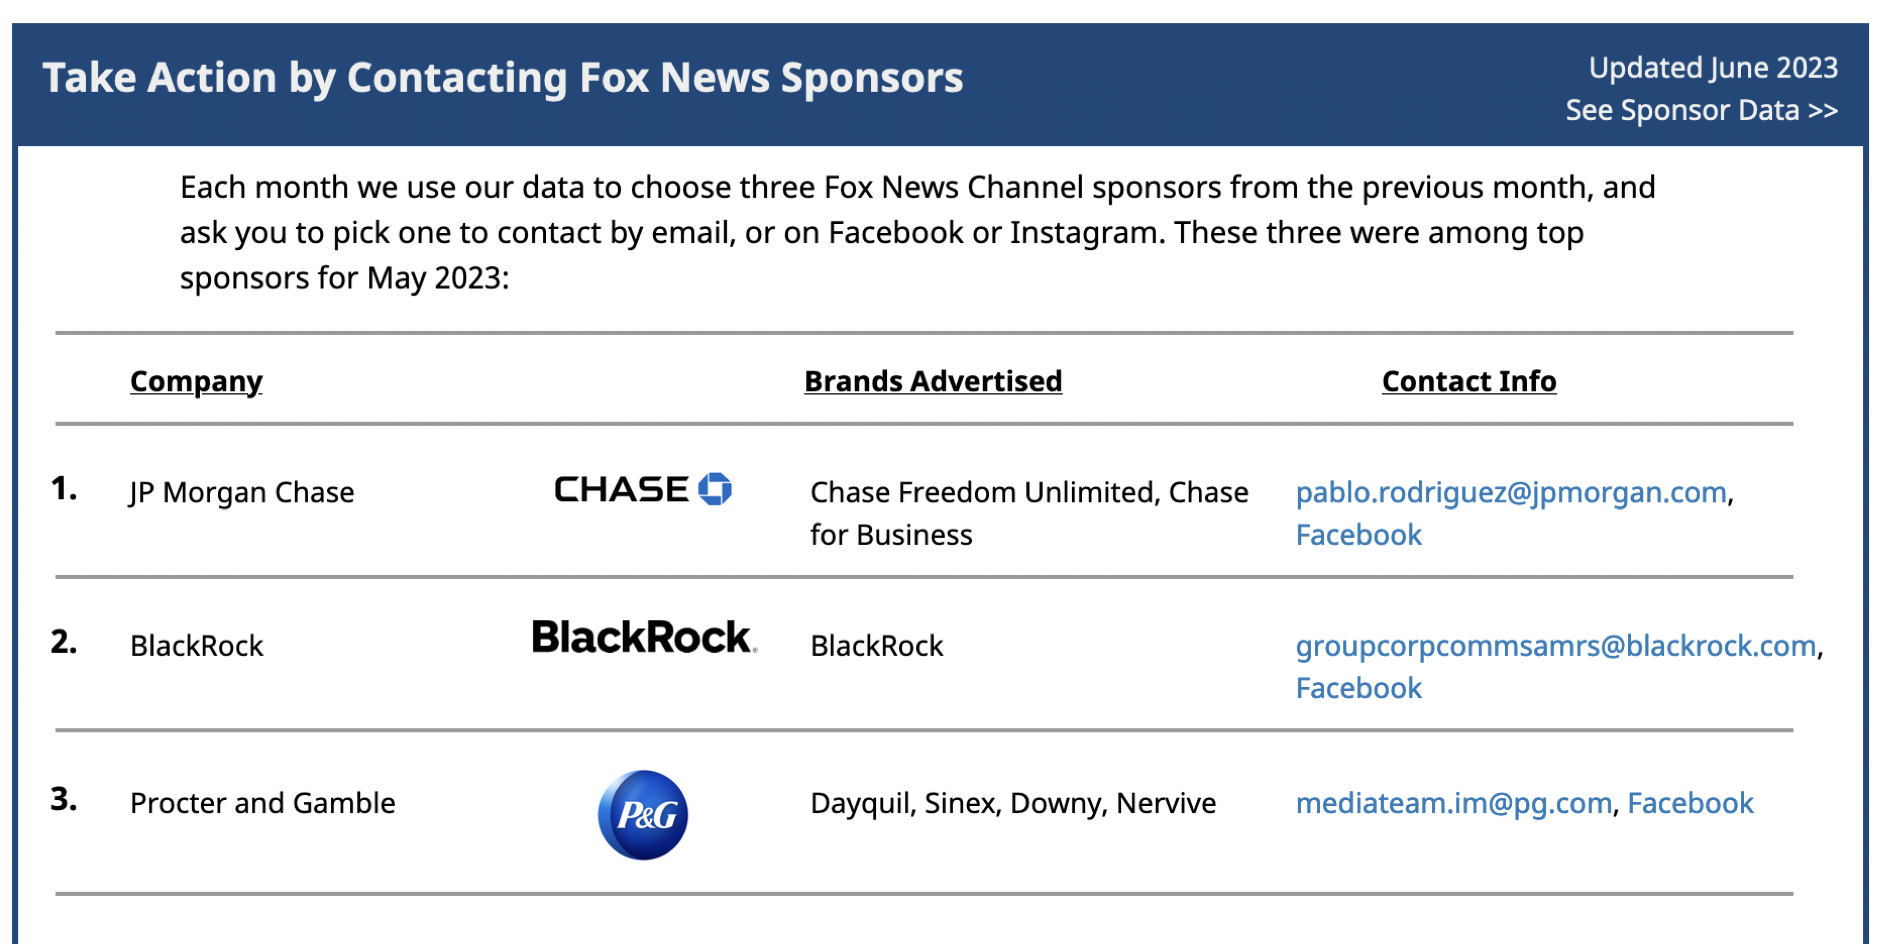 Take Action by Contacting Fox News Sponsors
Updated June 2023
See Sponsor Data >>
Each month we use our data to choose three Fox News Channel sponsors from the previous month, and
ask you to pick one to contact by email, or on Facebook or Instagram. These three were among top
sponsors for May 2023:
Company Brands Advertised Contact Info
1. JP Morgan Chase CHASE Chase Freedom Unlimited, Chase pablo.rodriguez@jpmorgan.com,
for Business Facebook
2. BlackRock BlackRock® BlackRock groupcorpcommsamrs@blackrock.com,
Facebook
3. Procter and Gamble P&G Dayquil, Sinex, Downy, Nervive mediateam.im@pg.com, Facebook